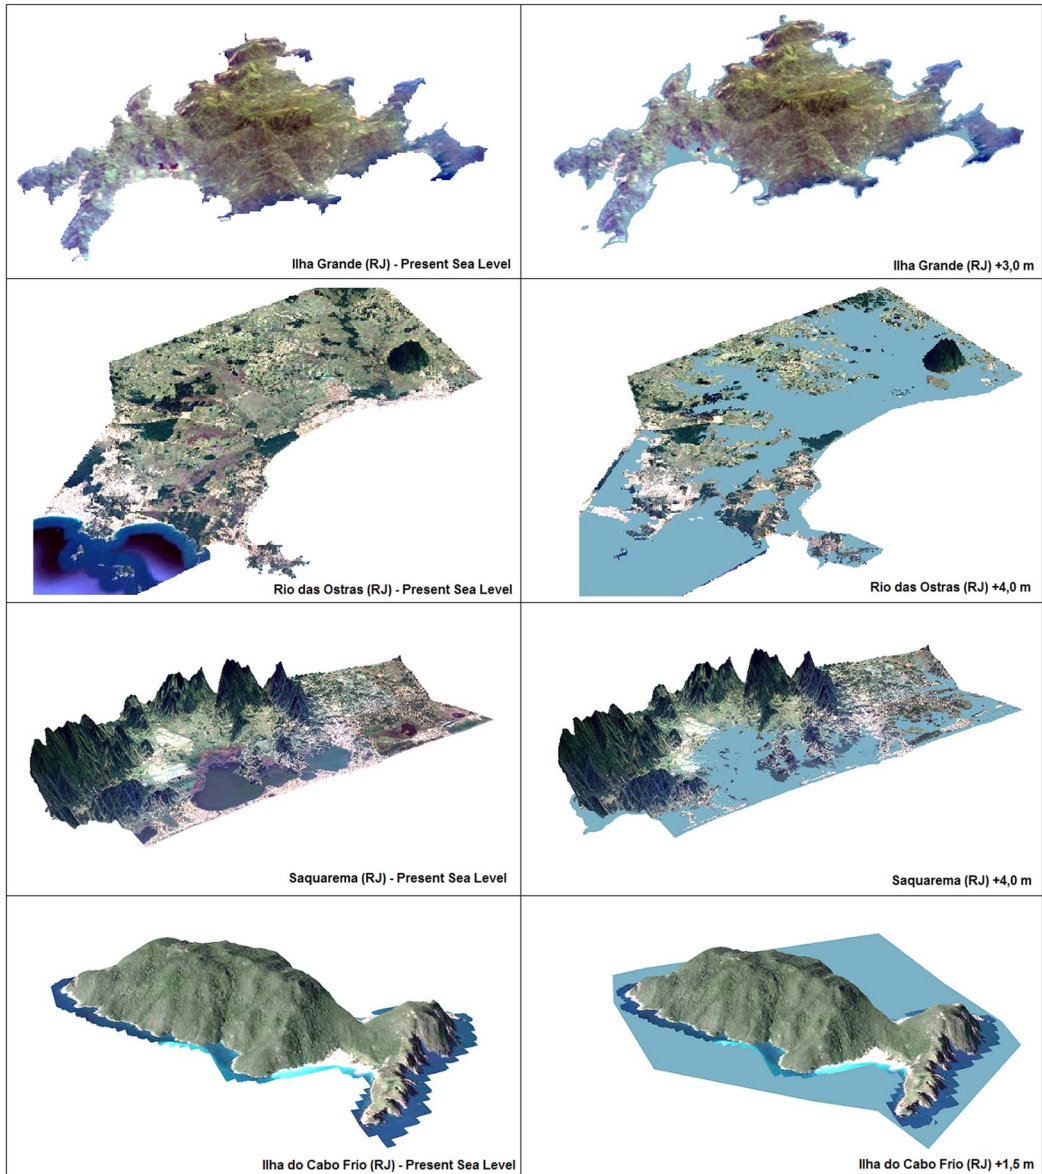 Ilha Grande (RJ) - Present Sea Level
Ilha Grande (RJ) +3,0 m
Rio das Ostras (RJ) - Present Sea Level
Rio das Ostras (RJ) +4,0 m
Saquarema (RJ) - Present Sea Level
Saquarema (RJ) +4,0 m
Ilha do Cabo Frio (RJ) - Present Sea Level
Ilha do Cabo Frio (RJ) +1,5 m